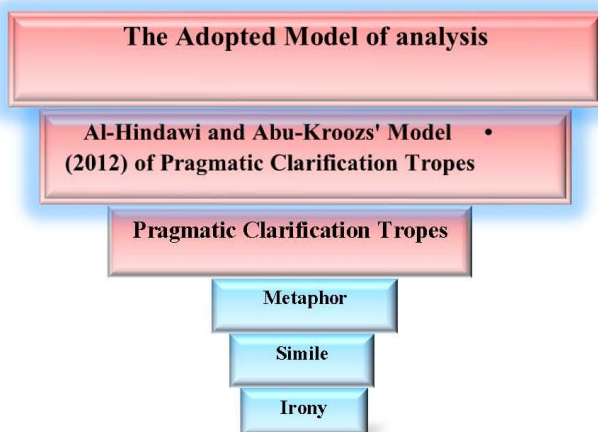 The Adopted Model of analysis
Al-Hindawi and Abu-Kroozs' Model •
(2012) of Pragmatic Clarification Tropes
Pragmatic Clarification Tropes
Metaphor
Simile
Irony